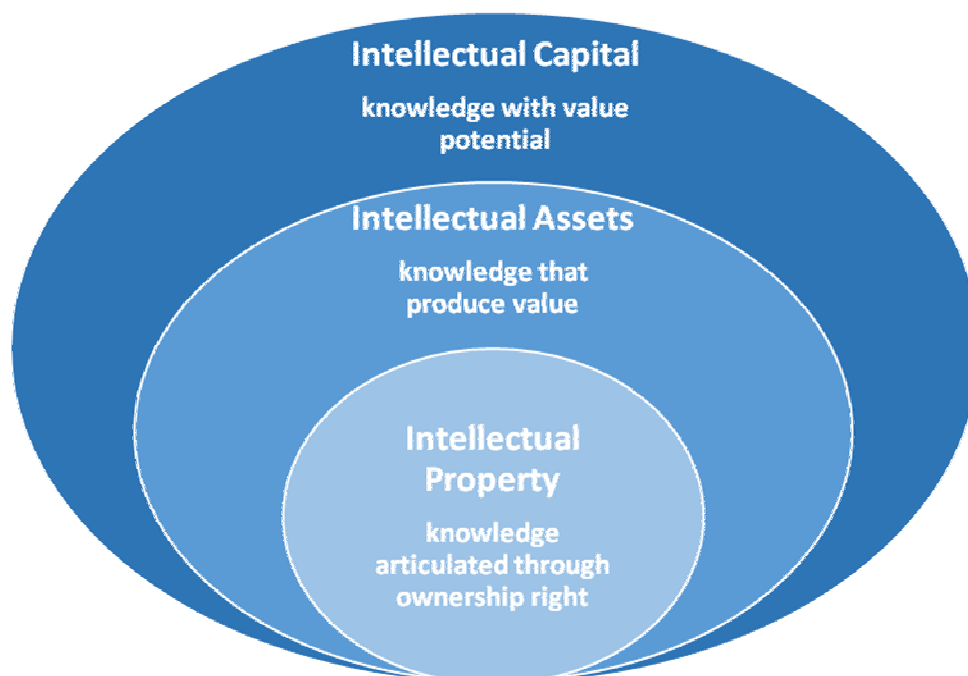 Intellectual Capital
knowledge with value
potential
Intellectual Assets
knowledge that
produce value
Intellectual
Property
knowledge
articulated through
ownership right